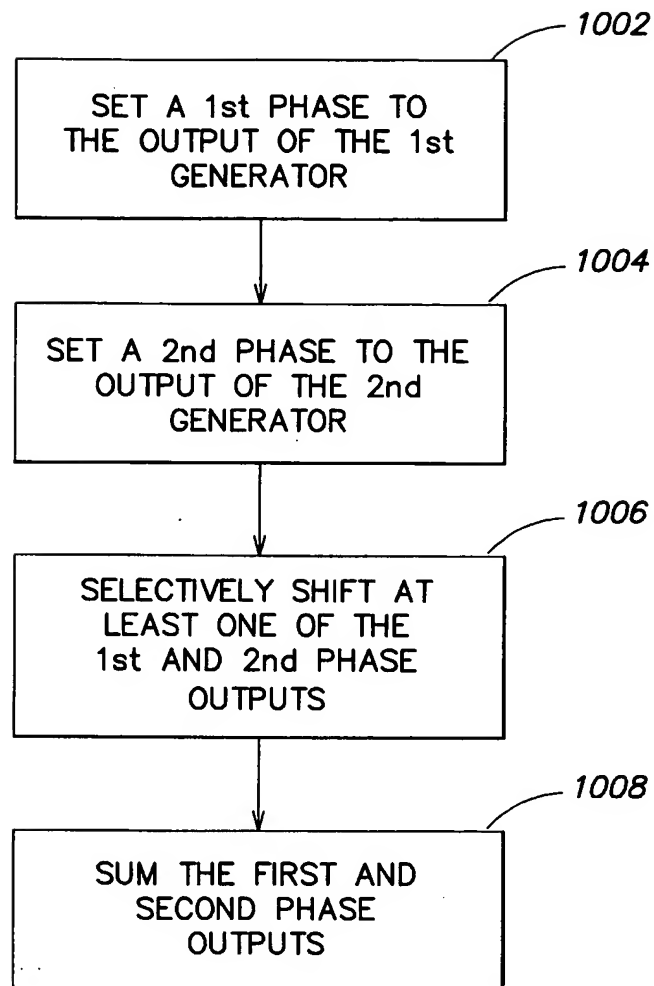 1002
SET A 1st PHASE TO
THE OUTPUT OF THE 1st
GENERATOR
1004
SET A 2nd PHASE TO THE
OUTPUT OF THE 2nd
GENERATOR
1006
SELECTIVELY SHIFT AT
LEAST ONE OF THE
1st AND 2nd PHASE
OUTPUTS
1008
SUM THE FIRST AND
SECOND PHASE
OUTPUTS